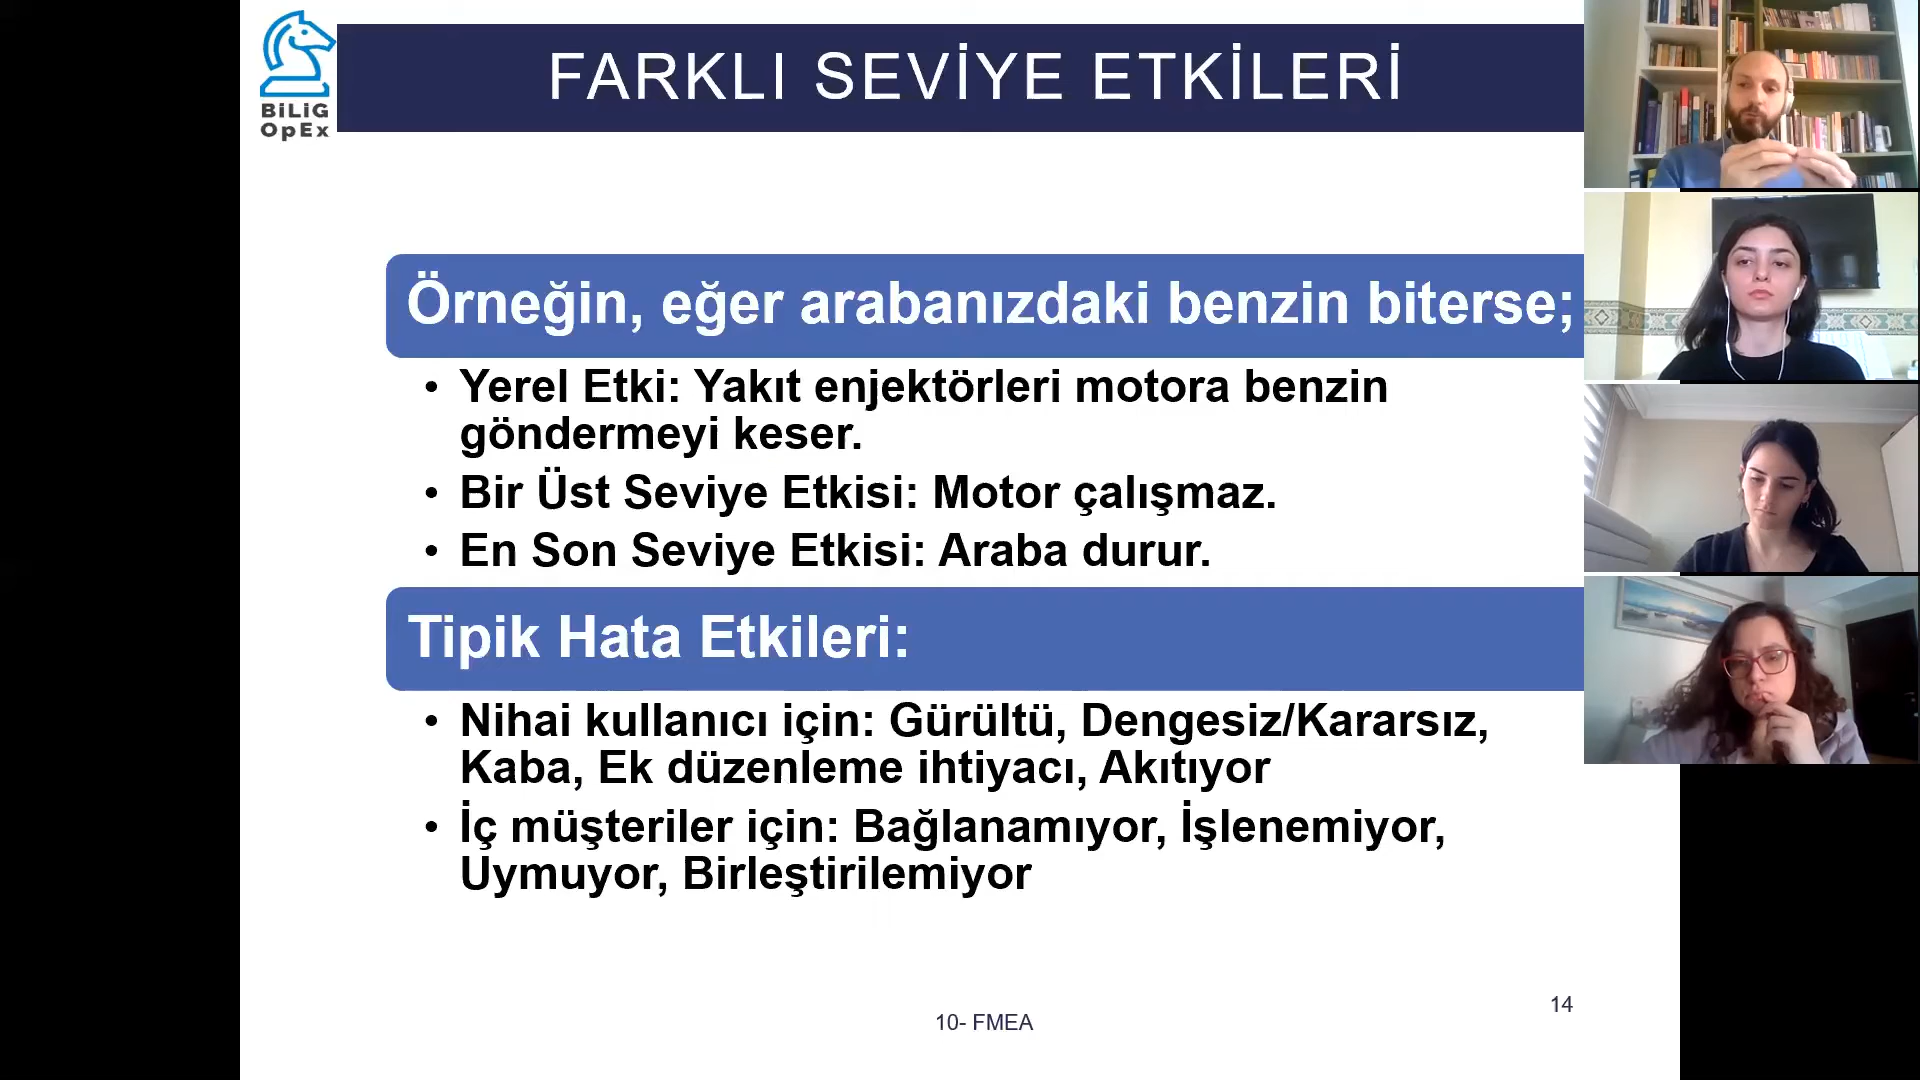 BiLiG
OpEx
FARKLI SEVİYE ETKİLERİ
Örneğin, eğer arabanızdaki benzin biterse;
• Yerel Etki: Yakıt enjektörleri motora benzin
göndermeyi keser.
• Bir Üst Seviye Etkisi: Motor çalışmaz.
• En Son Seviye Etkisi: Araba durur.
Tipik Hata Etkileri:
• Nihai kullanıcı için: Gürültü, Dengesiz/Kararsız,
Kaba, Ek düzenleme ihtiyacı, Akıtıyor
• İç müşteriler için: Bağlanamıyor, İşlenemiyor,
Uymuyor, Birleştirilemiyor
14
10- FMEA